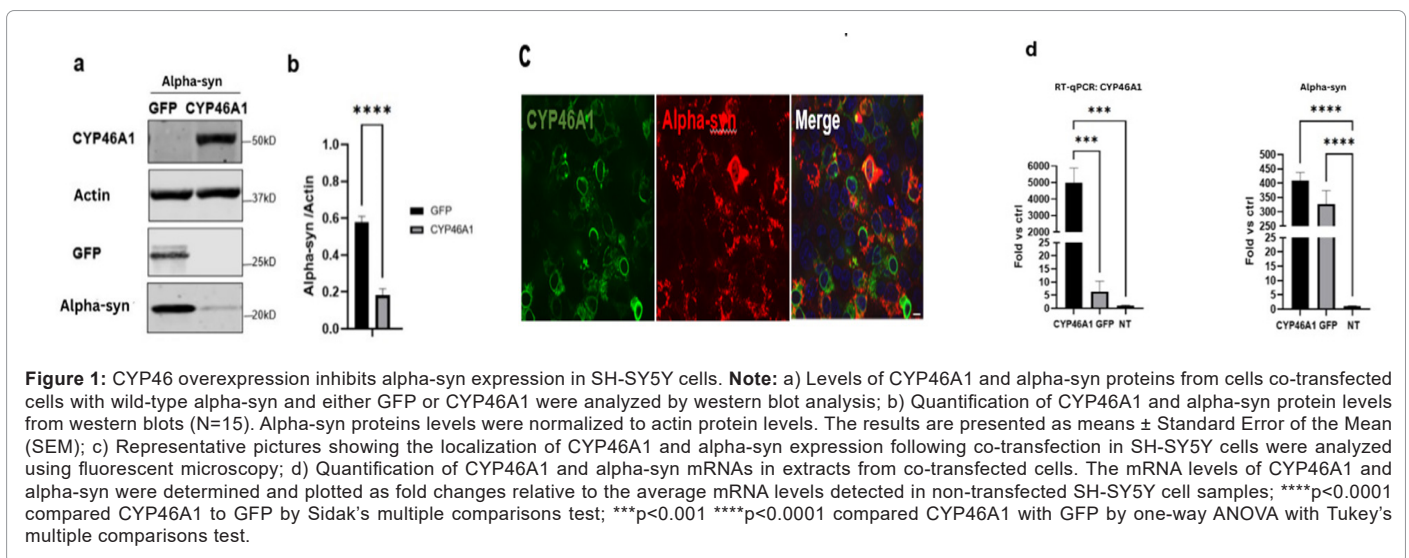 a
Alpha-syn
GFP CYP46A1
CYP46A1
50kD
Actin
37kD
GFP
25kD
Alpha-syn
20kD
b
****
Alpha-syn /Actin
1.0
0.8
0.6
0.4
0.2
0.0
GFP
CYP46A1
C
CYP46A1
Alpha-syn
Merge
d
RT-qPCR: CYP46A1
***
***
Fold vs ctrl
6000
5000
4000
3000
2000
25
20
15
10
5
0
CYP46A1 GFP NT
Alpha-syn
****
****
Fold vs ctrl
500
450
400
350
300
250
25
20
15
10
5
0
CYP46A1 GFP NT
Figure 1: CYP46 overexpression inhibits alpha-syn expression in SH-SY5Y cells. Note: a) Levels of CYP46A1 and alpha-syn proteins from cells co-transfected
cells with wild-type alpha-syn and either GFP or CYP46A1 were analyzed by western blot analysis; b) Quantification of CYP46A1 and alpha-syn protein levels
from western blots (N=15). Alpha-syn proteins levels were normalized to actin protein levels. The results are presented as means ± Standard Error of the Mean
(SEM); c) Representative pictures showing the localization of CYP46A1 and alpha-syn expression following co-transfection in SH-SY5Y cells were analyzed
using fluorescent microscopy; d) Quantification of CYP46A1 and alpha-syn mRNAs in extracts from co-transfected cells. The mRNA levels of CYP46A1 and
alpha-syn were determined and plotted as fold changes relative to the average mRNA levels detected in non-transfected SH-SY5Y cell samples; ****p<0.0001
compared CYP46A1 to GFP by Sidak's multiple comparisons test; ***p<0.001 ****p<0.0001 compared CYP46A1 with GFP by one-way ANOVA with Tukey's
multiple comparisons test.